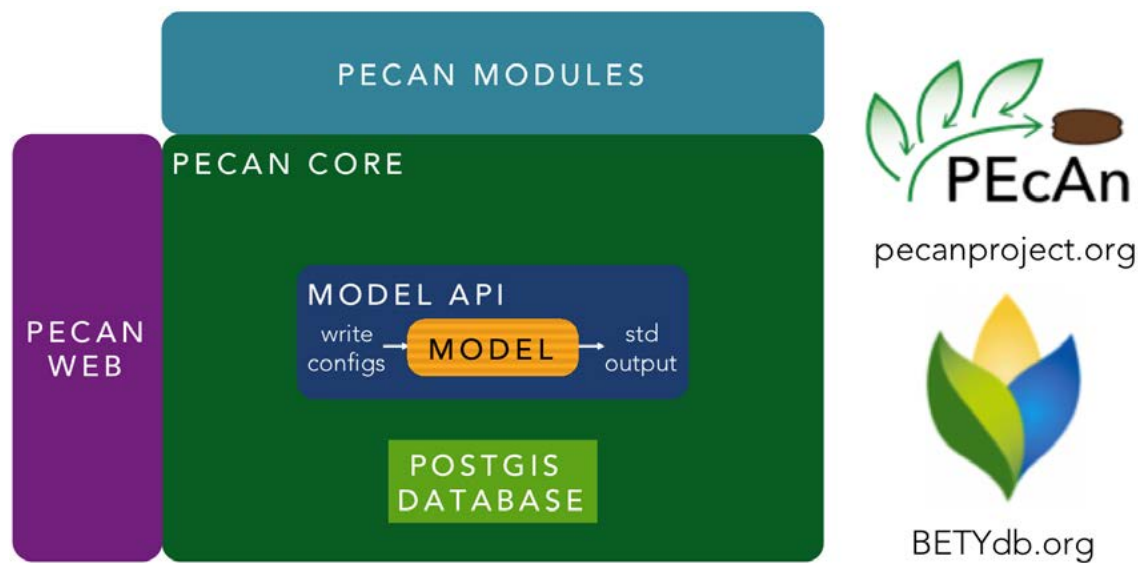 PECAN MODULES
PECAN CORE
PECAN
WEB
MODEL API
write
configs
MODEL
std
output
POSTGIS
DATABASE
PEcAn
pecanproject.org
BETYdb.org